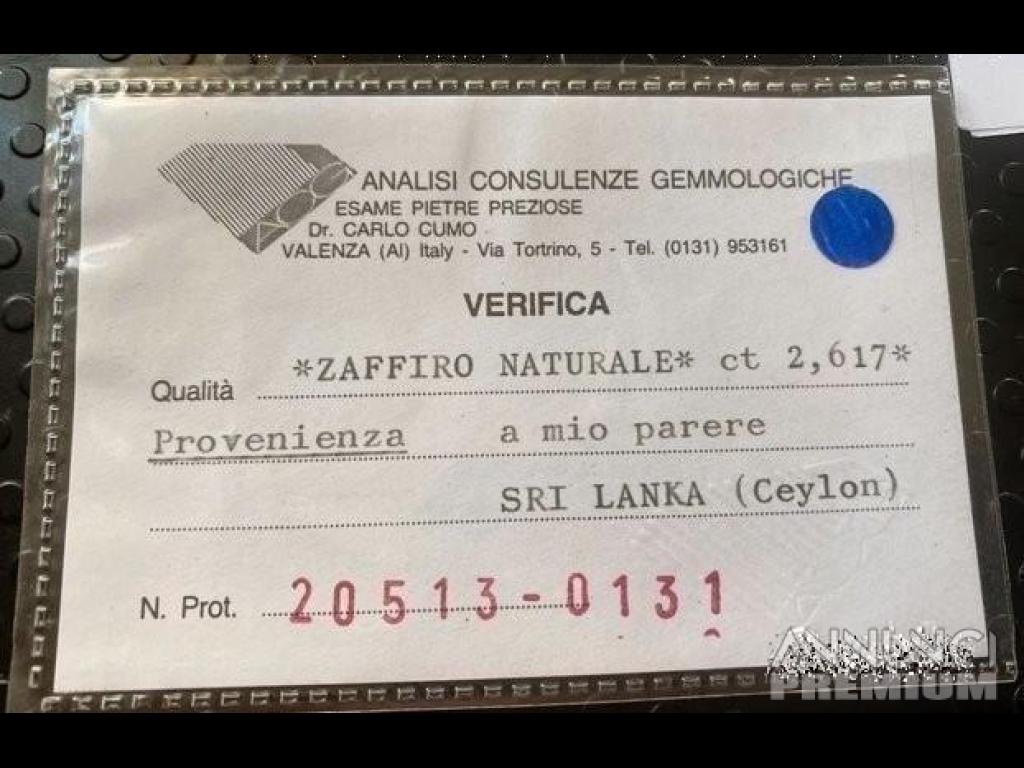 ANALISI CONSULENZE GEMMOLOGICHE
ESAME PIETRE PREZIOSE
Dr. CARLO CUMO
VALENZA (Al) Italy - Via Tortrino, 5 - Tel. (0131) 953161
VERIFICA
Qualità *ZAFFIRO NATURALE* ct 2,617*
Provenienza a mio parere
SRI LANKA (Ceylon)
N. Prot. 20513-0131
PREMIUM